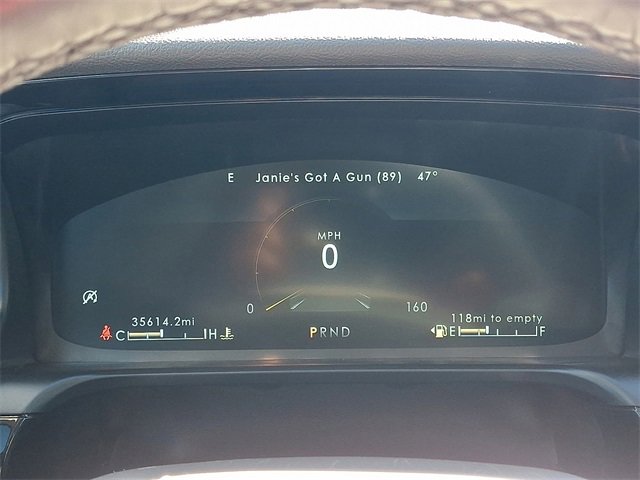 E Janie's Got A Gun (89) 47°
MPH
0
0 160
35614.2mi 118mi to empty
C H E F
PRND